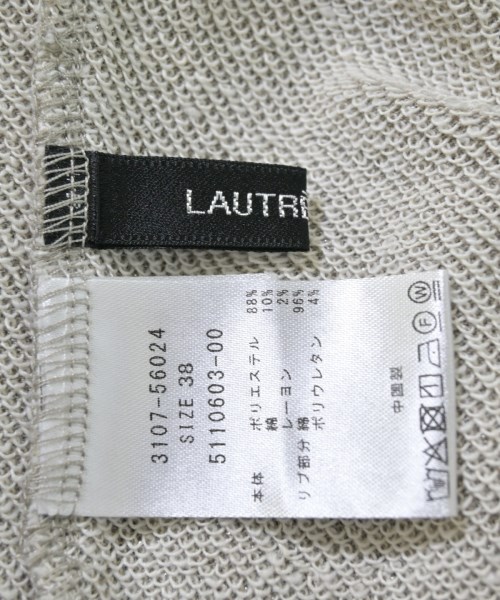 LAUTRÈ
3107-56024
SIZE 38
5110603-00
本体 ポリエステル 88%
綿 10%
レーヨン 2%
リブ部分 綿 96%
ポリウレタン 4%
中国製
F W